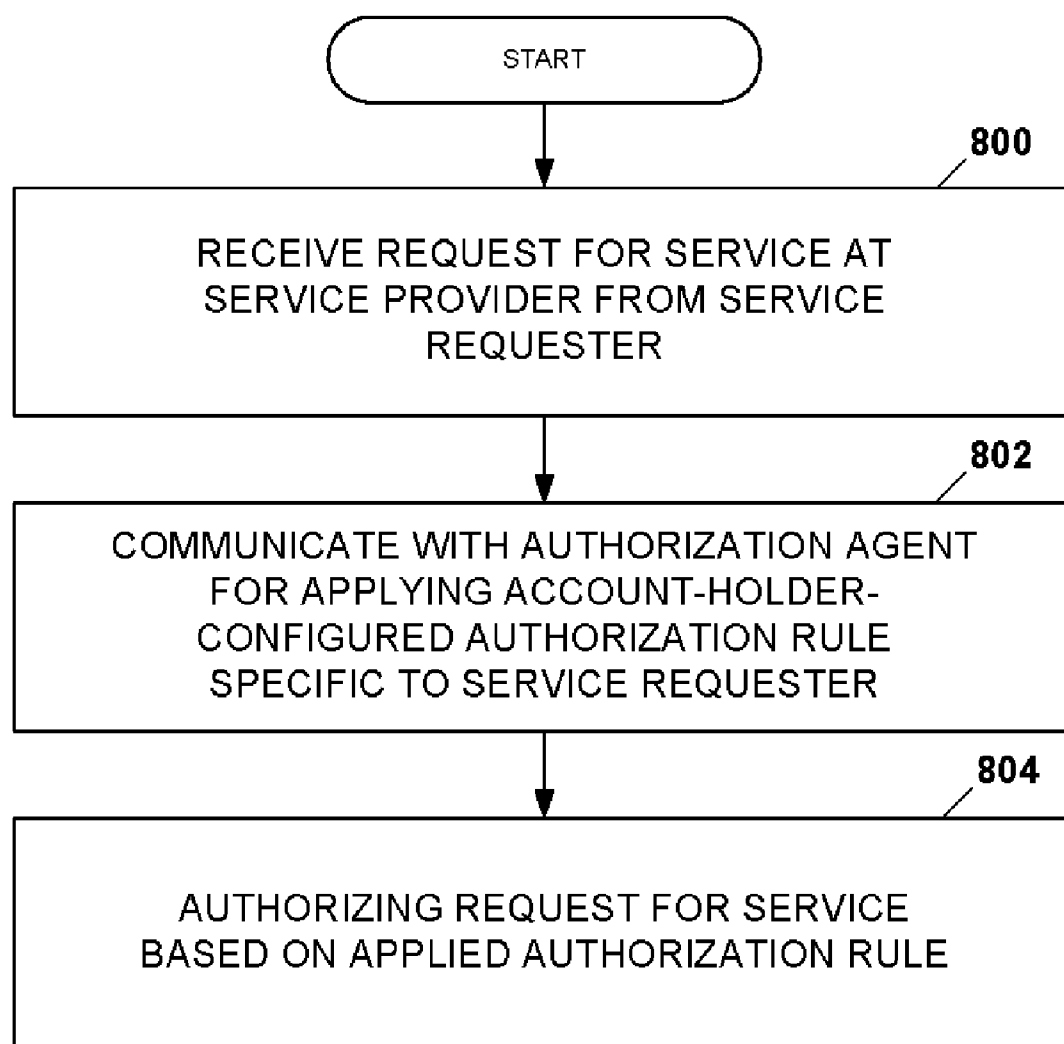 START
800
RECEIVE REQUEST FOR SERVICE AT
SERVICE PROVIDER FROM SERVICE
REQUESTER
802
COMMUNICATE WITH AUTHORIZATION AGENT
FOR APPLYING ACCOUNT-HOLDER-
CONFIGURED AUTHORIZATION RULE
SPECIFIC TO SERVICE REQUESTER
804
AUTHORIZING REQUEST FOR SERVICE
BASED ON APPLIED AUTHORIZATION RULE